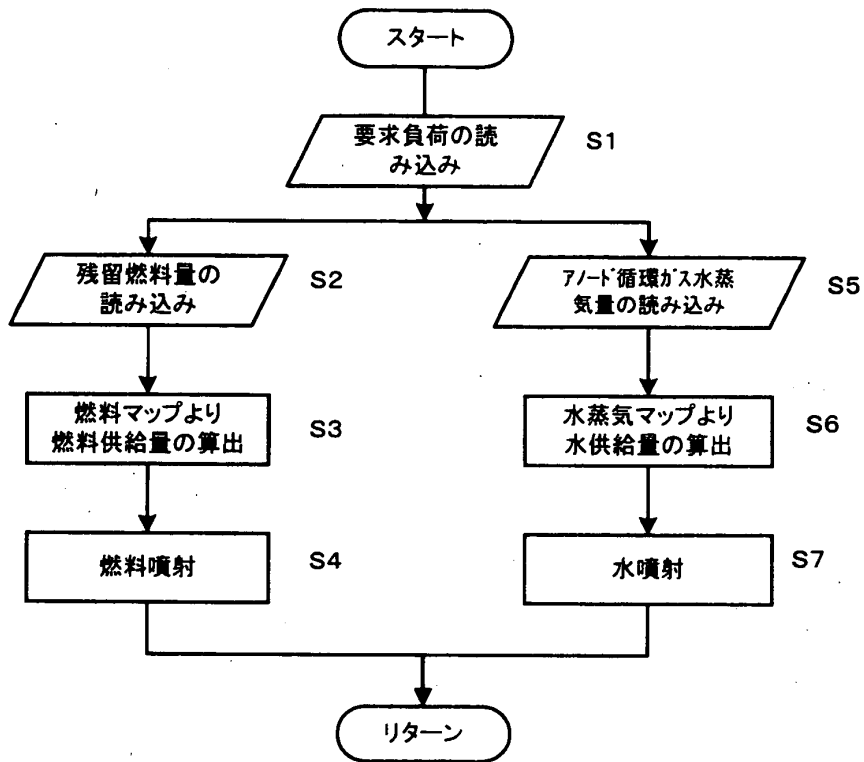 スタート
要求負荷の読
み込み
S1
残留燃料量の
読み込み
S2
燃料マップより
燃料供給量の算出
S3
燃料噴射
S4
アノード循環ガス水蒸
気量の読み込み
S5
水蒸気マップより
水供給量の算出
S6
水噴射
S7
リターン